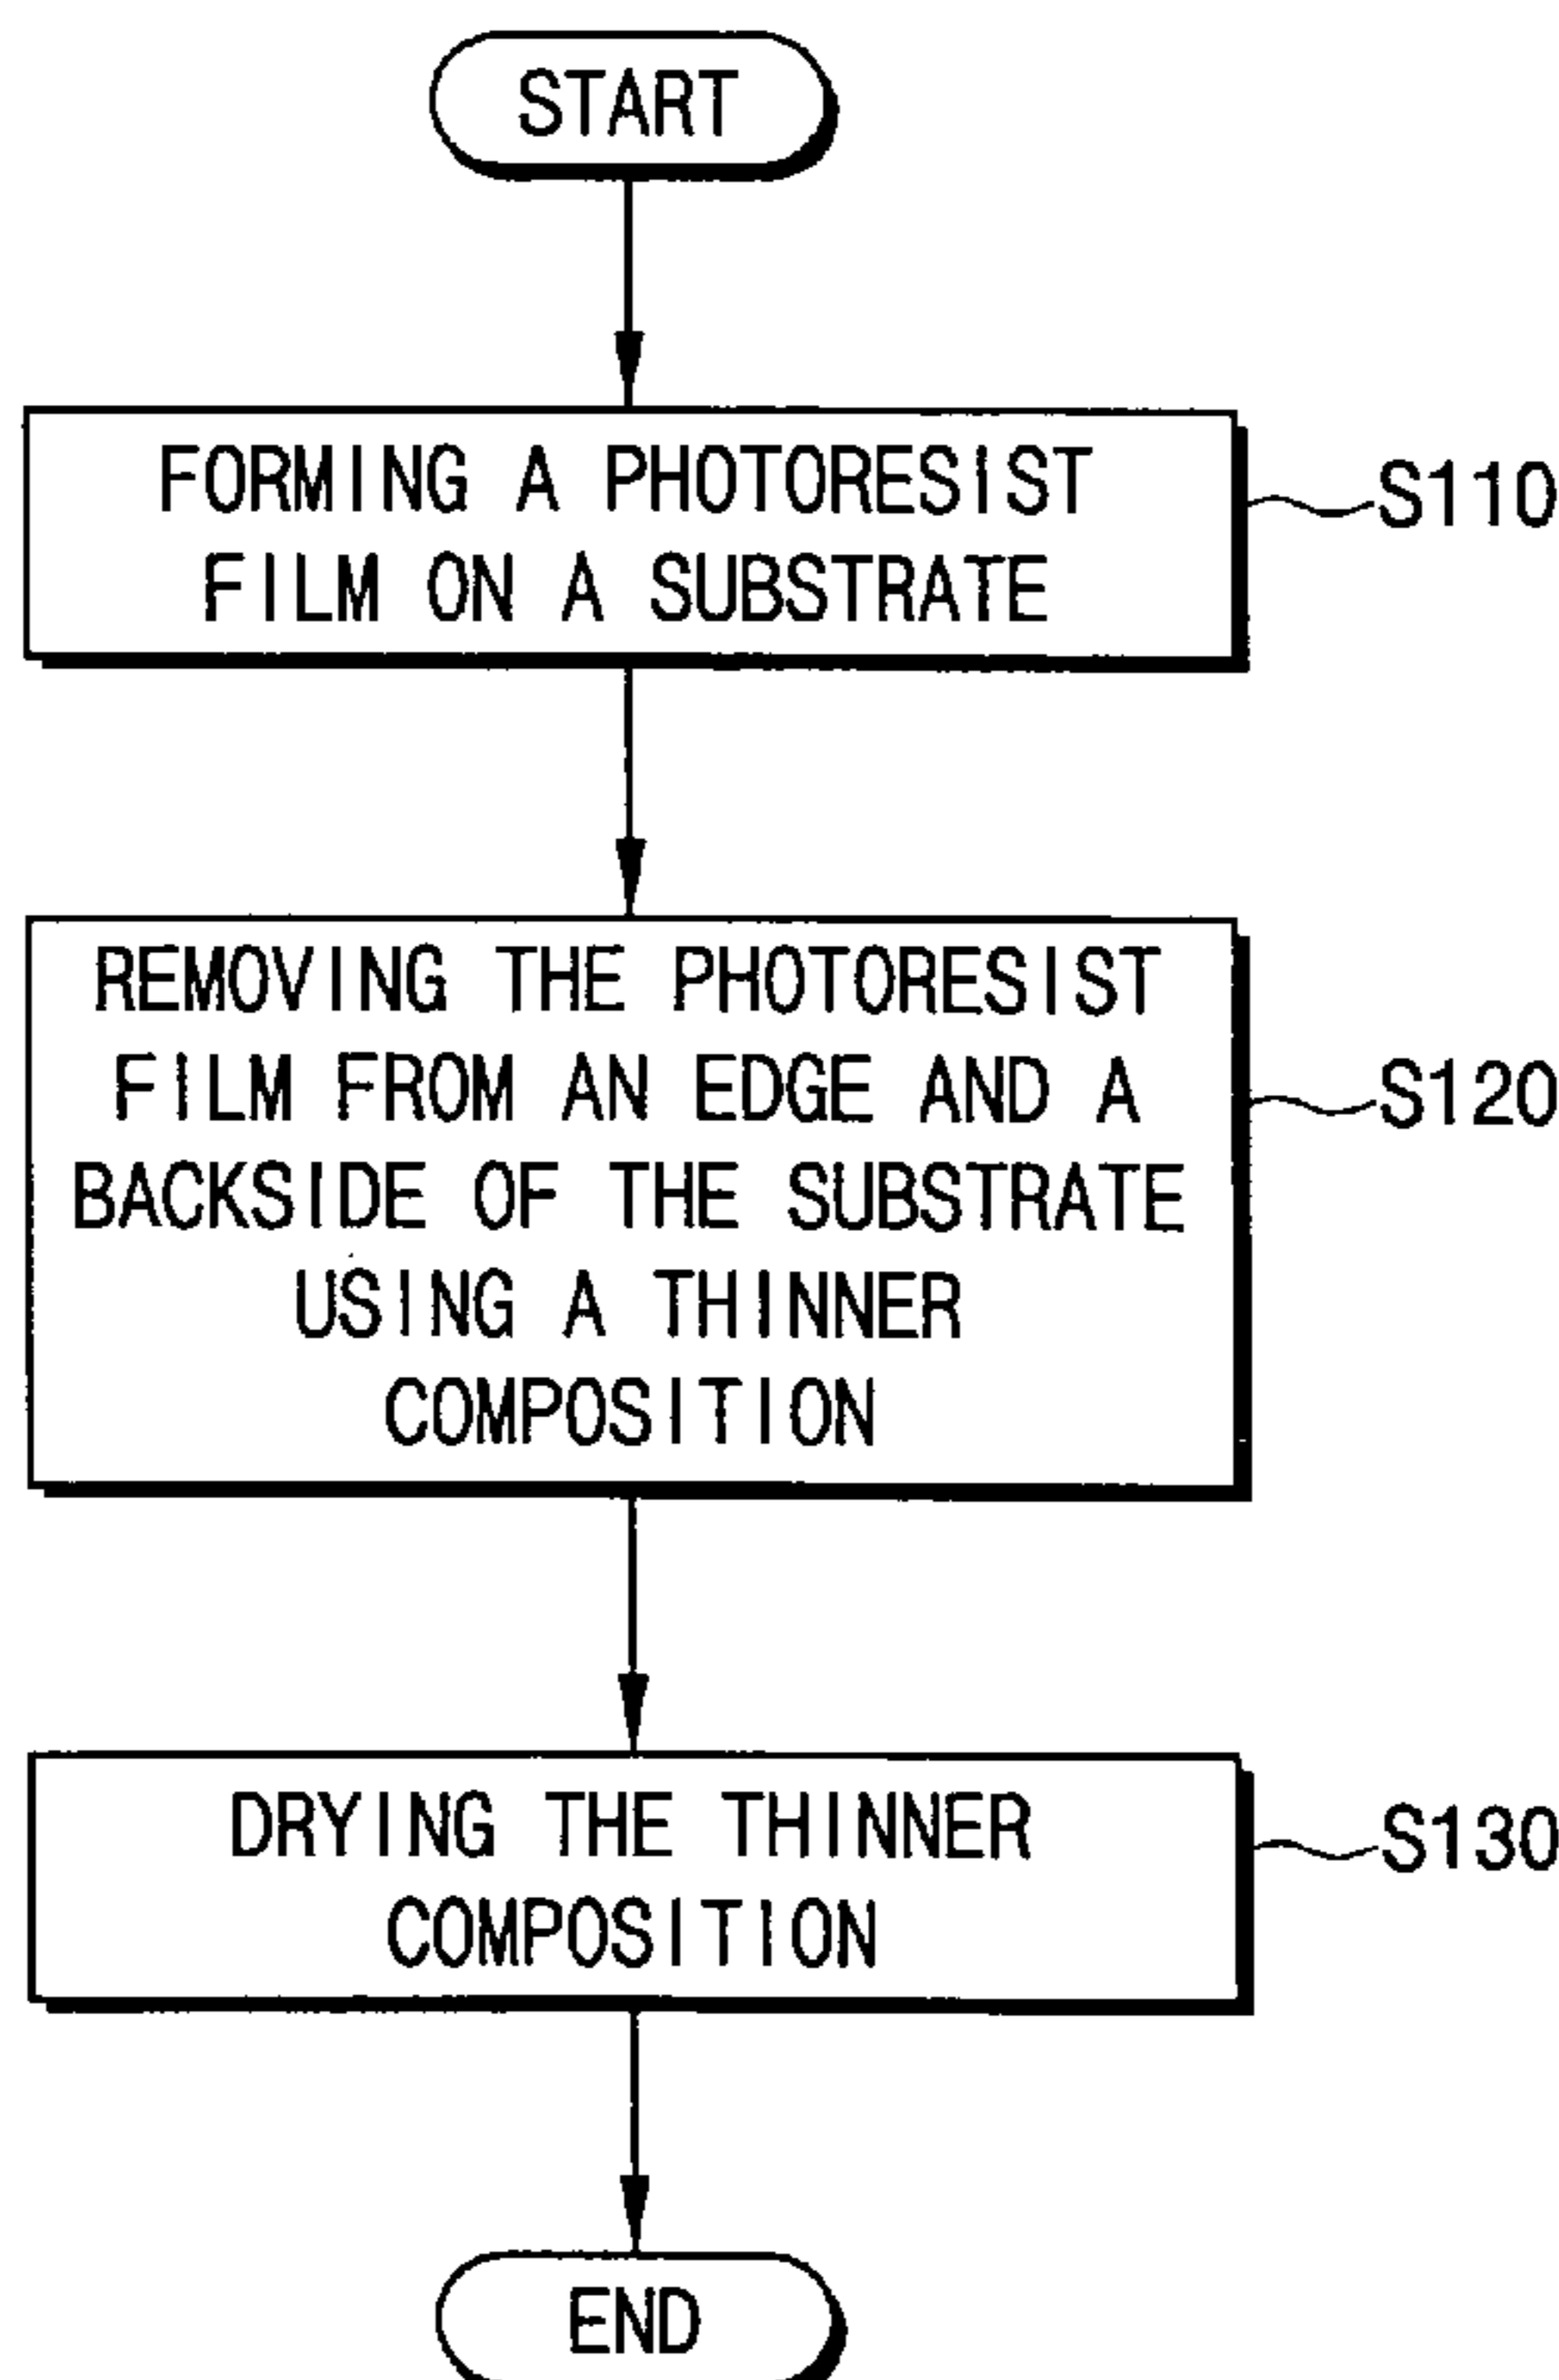 START
FORMING A PHOTORESIST
FILM ON A SUBSTRATE
S110
REMOVING THE PHOTORESIST
FILM FROM AN EDGE AND A
BACKSIDE OF THE SUBSTRATE
USING A THINNER
COMPOSITION
S120
DRYING THE THINNER
COMPOSITION
S130
END